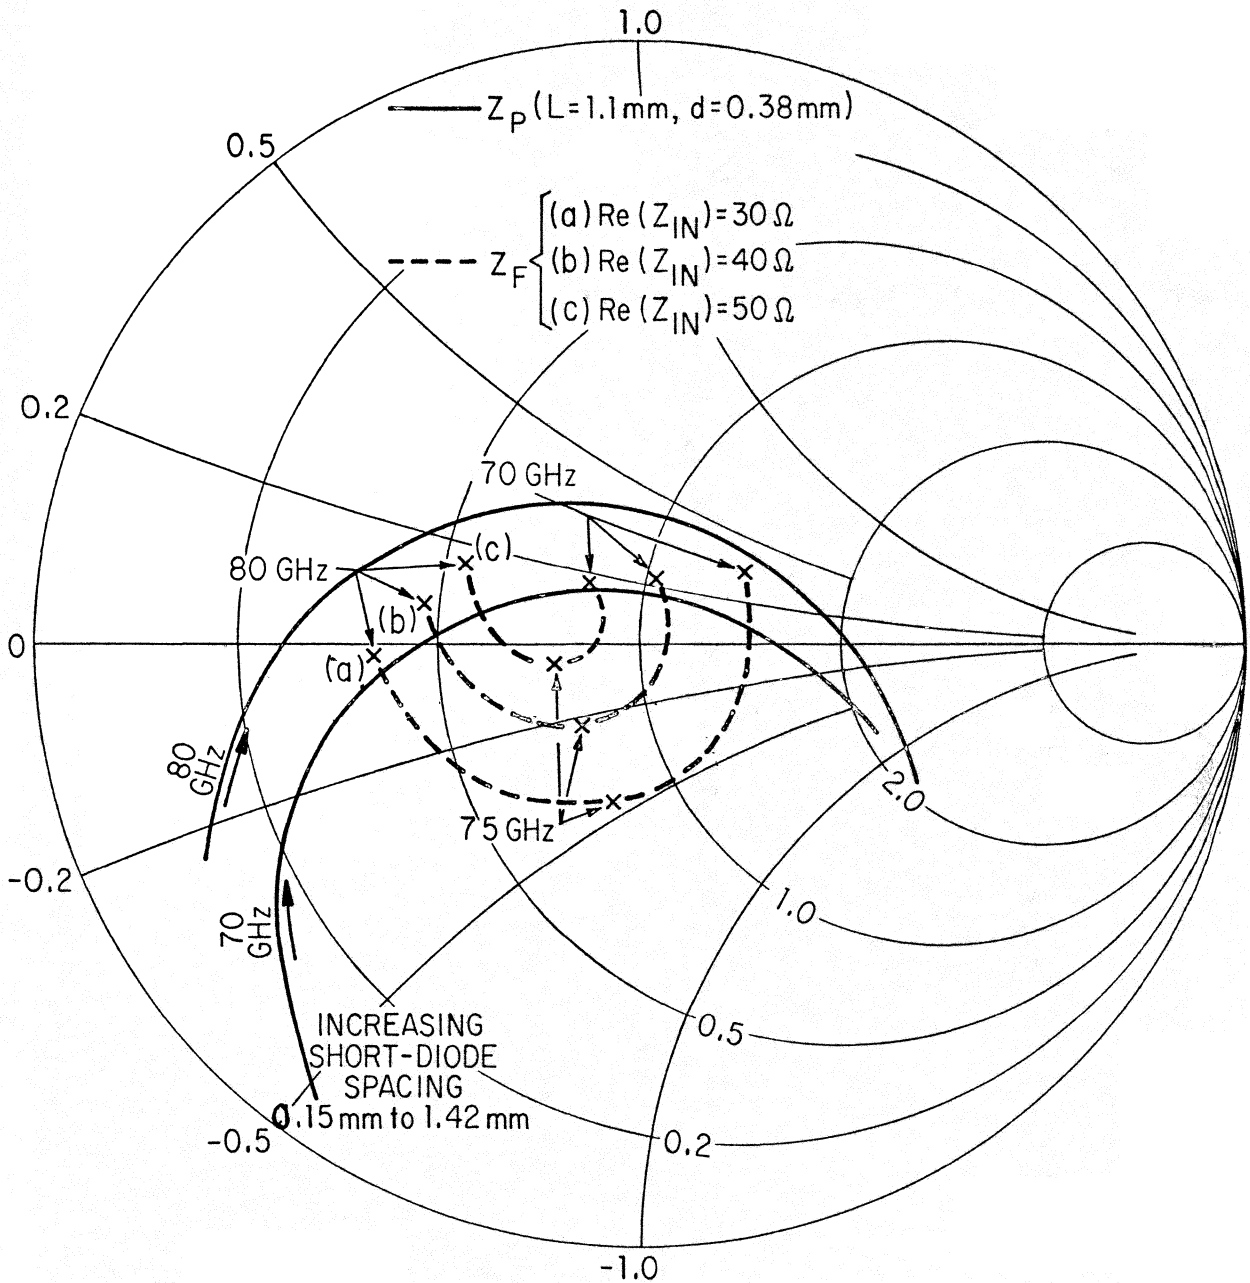 1.0
Z_P (L=1.1mm, d=0.38mm)
0.5
(a) Re (Z_IN)=30 Ω
Z_F (b) Re (Z_IN)=40 Ω
(c) Re (Z_IN)=50 Ω
0.2
70 GHz
(c)
80 GHz
(b)
0
(a)
80 GHz
2.0
75 GHz
-0.2
1.0
70 GHz
INCREASING
SHORT-DIODE
SPACING
0.15 mm to 1.42 mm
0.5
-0.5
0.2
-1.0